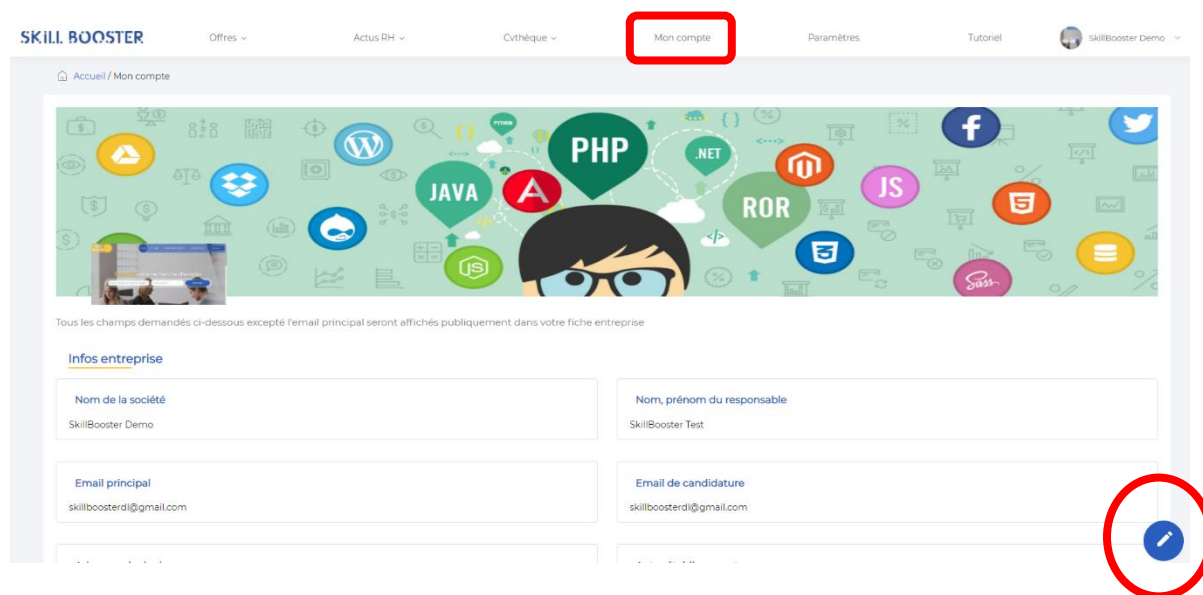 SKILL BOOSTER
Offres
Actus RH
Cvthèque
Mon compte
Paramètres
Tutoriel
SkillBooster Demo
Accueil / Mon compte
PYTHON
PHP
.NET
JAVA
JS
ROR
JS
Sass
Tous les champs demandés ci-dessous excepté l'email principal seront affichés publiquement dans votre fiche entreprise
Infos entreprise
Nom de la société
SkillBooster Demo
Nom, prénom du responsable
SkillBooster Test
Email principal
skillboosterdl@gmail.com
Email de candidature
skillboosterdl@gmail.com